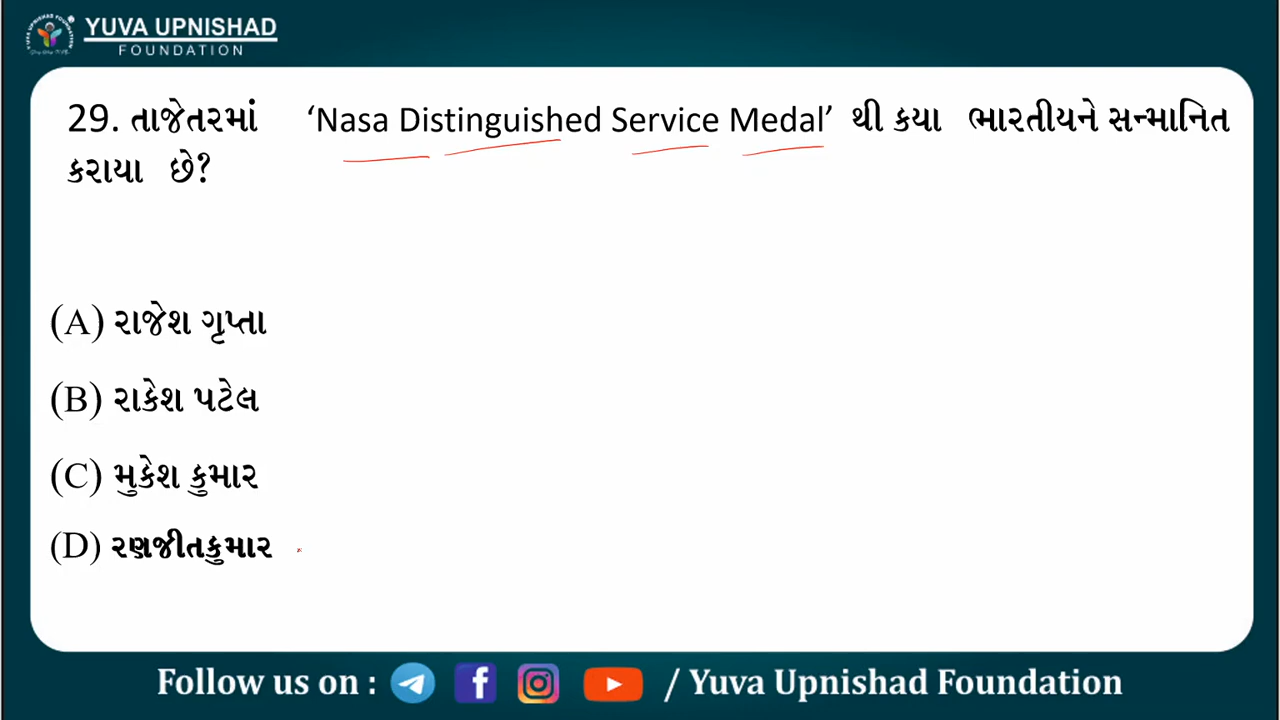 YUVA UPNISHAD
FOUNDATION
29. તાજેતરમાં 'Nasa Distinguished Service Medal' થી કયા ભારતીયને સન્માનિત
કરાયા છે?
(A) રાજેશ ગુપ્તા
(B) રાકેશ પટેલ
(C) મુકેશ કુમાર
(D) રણજીતકુમાર
Follow us on : / Yuva Upnishad Foundation